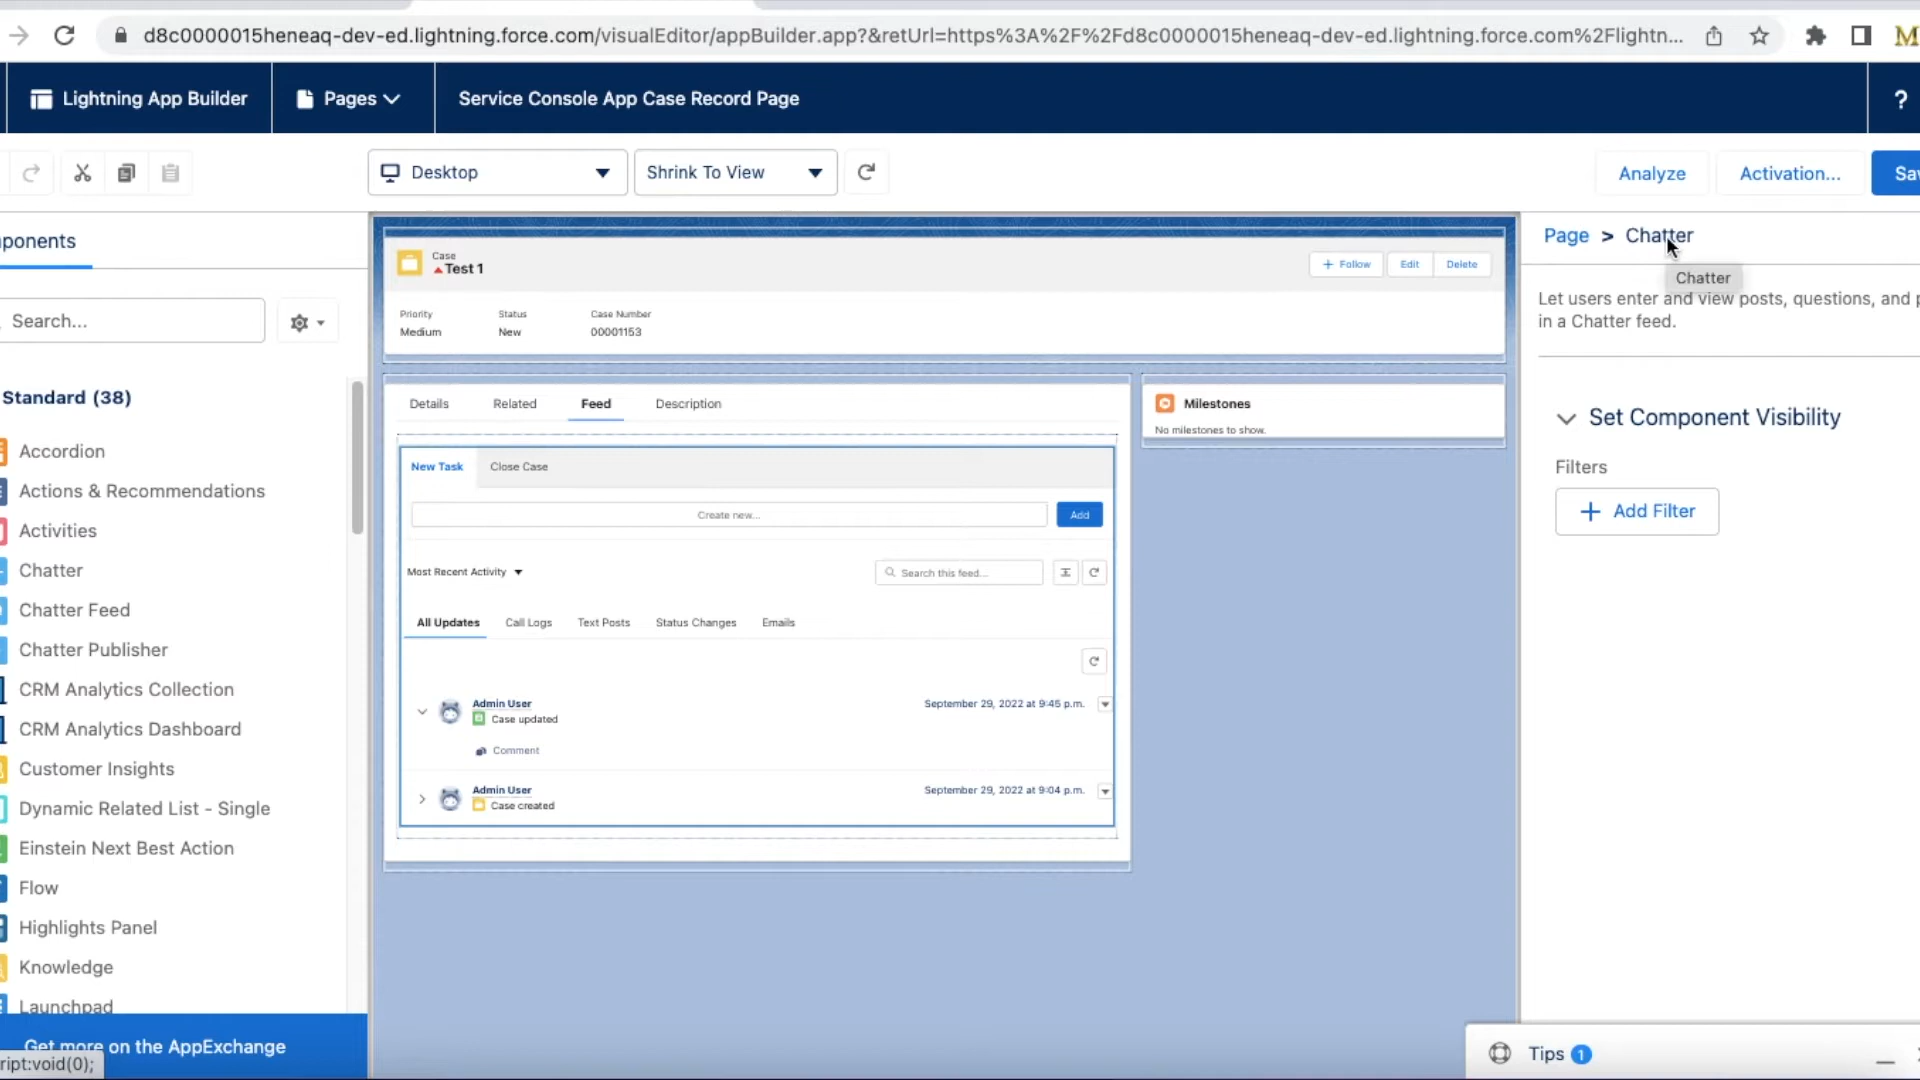 d8c0000015heneaq-dev-ed.lightning.force.com/visualEditor/appBuilder.app?&retUrl=https%3A%2F%2Fd8c0000015heneaq-dev-ed.lightning.force.com%2Flightn...
M
Lightning App Builder
Pages
Service Console App Case Record Page
?
Desktop
Shrink To View
Analyze
Activation...
Sav
ponents
Search...
Standard (38)
Accordion
Actions & Recommendations
Activities
Chatter
Chatter Feed
Chatter Publisher
CRM Analytics Collection
CRM Analytics Dashboard
Customer Insights
Dynamic Related List - Single
Einstein Next Best Action
Flow
Highlights Panel
Knowledge
Launchpad
Get more on the AppExchange
ript:void(0);
Case
Test 1
+ Follow
Edit
Delete
Priority
Status
Case Number
Medium
New
00001153
Details
Related
Feed
Description
New Task
Close Case
Create new...
Add
Most Recent Activity
Search this feed...
All Updates
Call Logs
Text Posts
Status Changes
Emails
Admin User
September 29, 2022 at 9:45 p.m.
Case updated
Comment
Admin User
September 29, 2022 at 9:04 p.m.
Case created
Milestones
No milestones to show.
Page > Chatter
Chatter
Let users enter and view posts, questions, and p
in a Chatter feed.
Set Component Visibility
Filters
+ Add Filter
Tips 1